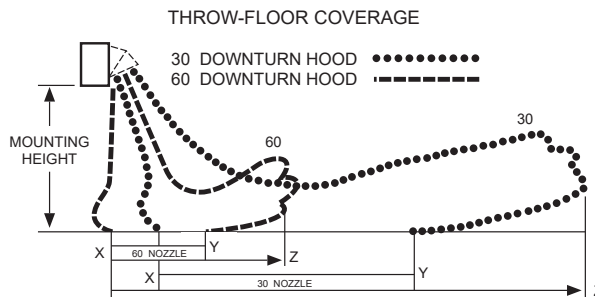 THROW-FLOOR COVERAGE
30 DOWNTURN HOOD
60 DOWNTURN HOOD
MOUNTING
HEIGHT
60
30
X
60 NOZZLE
Y
Z
X
30 NOZZLE
Y